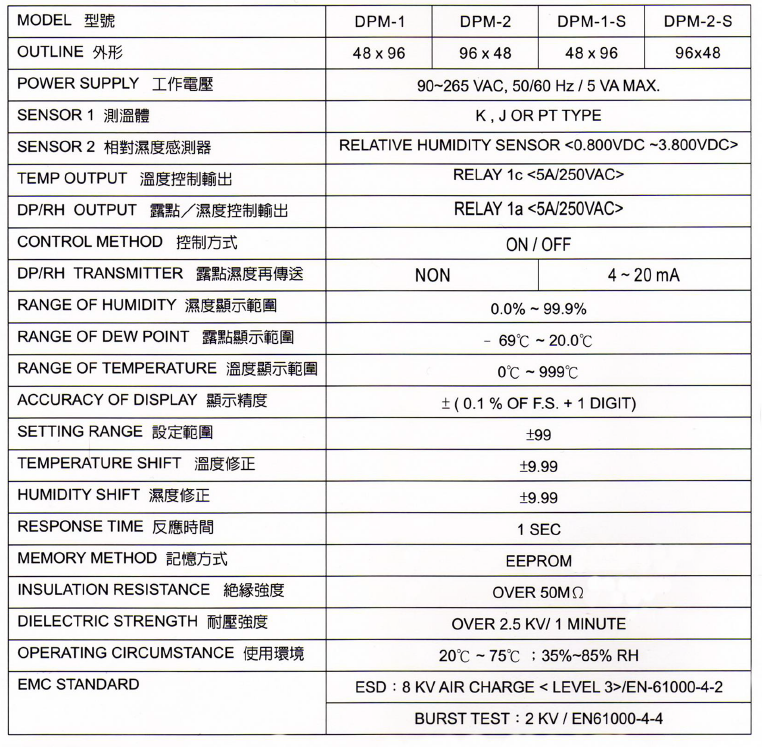 MODEL 型號 DPM-1 DPM-2 DPM-1-S DPM-2-S
OUTLINE 外形 48 x 96 96 x 48 48 x 96 96x48
POWER SUPPLY 工作電壓 90~265 VAC, 50/60 Hz / 5 VA MAX.
SENSOR 1 測溫體 K , J OR PT TYPE
SENSOR 2 相對濕度感測器 RELATIVE HUMIDITY SENSOR <0.800VDC ~3.800VDC>
TEMP OUTPUT 溫度控制輸出 RELAY 1c <5A/250VAC>
DP/RH OUTPUT 露點／濕度控制輸出 RELAY 1a <5A/250VAC>
CONTROL METHOD 控制方式 ON / OFF
DP/RH TRANSMITTER 露點濕度再傳送 NON 4 ~ 20 mA
RANGE OF HUMIDITY 濕度顯示範圍 0.0% ~ 99.9%
RANGE OF DEW POINT 露點顯示範圍 - 69℃ ~ 20.0℃
RANGE OF TEMPERATURE 溫度顯示範圍 0℃ ~ 999℃
ACCURACY OF DISPLAY 顯示精度 ± ( 0.1 % OF F.S. + 1 DIGIT)
SETTING RANGE 設定範圍 ±99
TEMPERATURE SHIFT 溫度修正 ±9.99
HUMIDITY SHIFT 濕度修正 ±9.99
RESPONSE TIME 反應時間 1 SEC
MEMORY METHOD 記憶方式 EEPROM
INSULATION RESISTANCE 絶緣強度 OVER 50MΩ
DIELECTRIC STRENGTH 耐壓強度 OVER 2.5 KV/ 1 MINUTE
OPERATING CIRCUMSTANCE 使用環境 20℃ ~ 75℃ ；35%~85% RH
EMC STANDARD ESD：8 KV AIR CHARGE < LEVEL 3>/EN-61000-4-2
BURST TEST：2 KV / EN61000-4-4